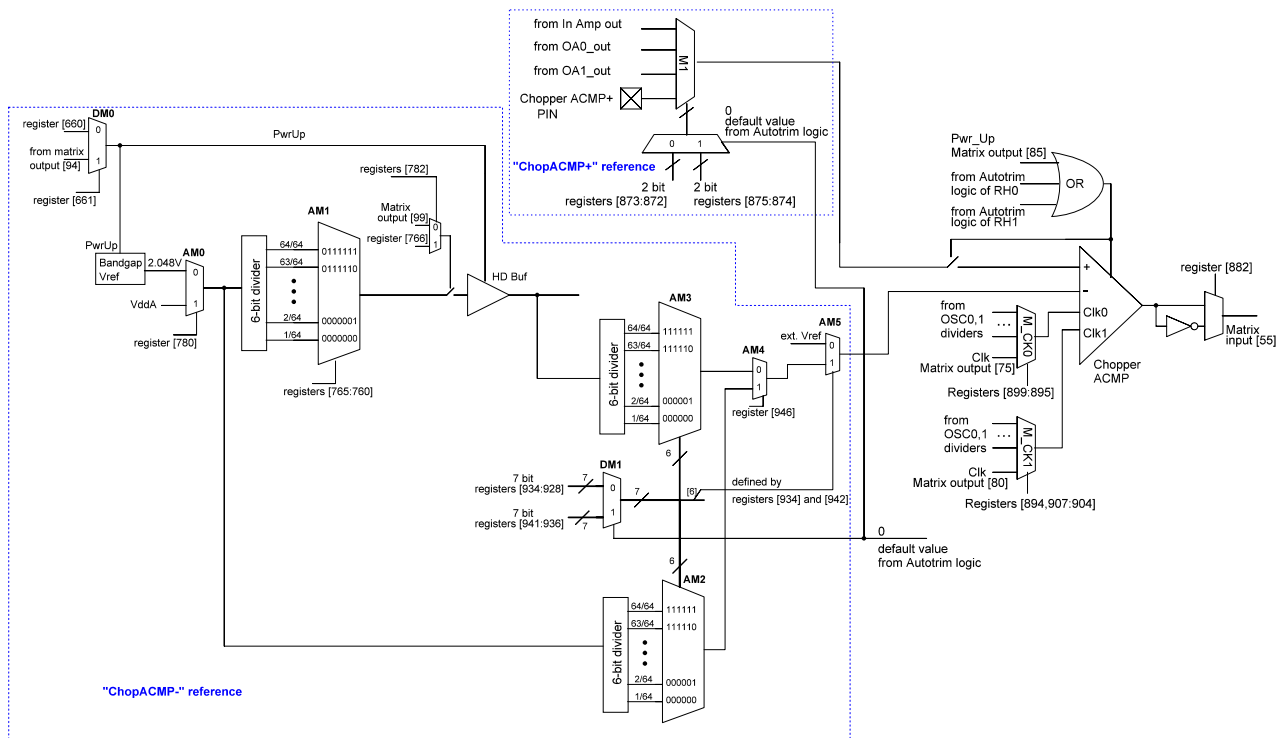 from In Amp out
from OA0_out
from OA1_out
Chopper ACMP+
PIN
M1
0
default value
from Autotrim logic
0
1
"ChopACMP+" reference
2 bit
registers [873:872]
2 bit
registers [875:874]
DM0
register [660]
0
from matrix
output [94]
1
register [661]
PwrUp
PwrUp
Bandgap
Vref
2.048V
AM0
0
VddA
1
register [780]
6-bit divider
AM1
64/64
0111111
63/64
0111110
2/64
0000001
1/64
0000000
registers [765:760]
registers [782]
Matrix
output [99]
0
register [766]
1
HD Buf
6-bit divider
AM3
64/64
111111
63/64
111110
2/64
000001
1/64
000000
6
AM4
0
1
register [946]
AM5
ext. Vref
0
1
DM1
7 bit
registers [934:928]
7
0
7 bit
registers [941:936]
7
1
7
[6]
defined by
registers [934] and [942]
0
default value
from Autotrim logic
6
AM2
6-bit divider
64/64
111111
63/64
111110
2/64
000001
1/64
000000
"ChopACMP-" reference
Pwr_Up
Matrix output [85]
from Autotrim
logic of RH0
from Autotrim
logic of RH1
OR
+
-
Clk0
Clk1
Chopper
ACMP
from
OSC0,1 ...
dividers
Clk
Matrix output [75]
M_CK0
Registers [899:895]
from
OSC0,1 ...
dividers
Clk
Matrix output [80]
M_CK1
Registers [894,907:904]
register [882]
Matrix
input [55]